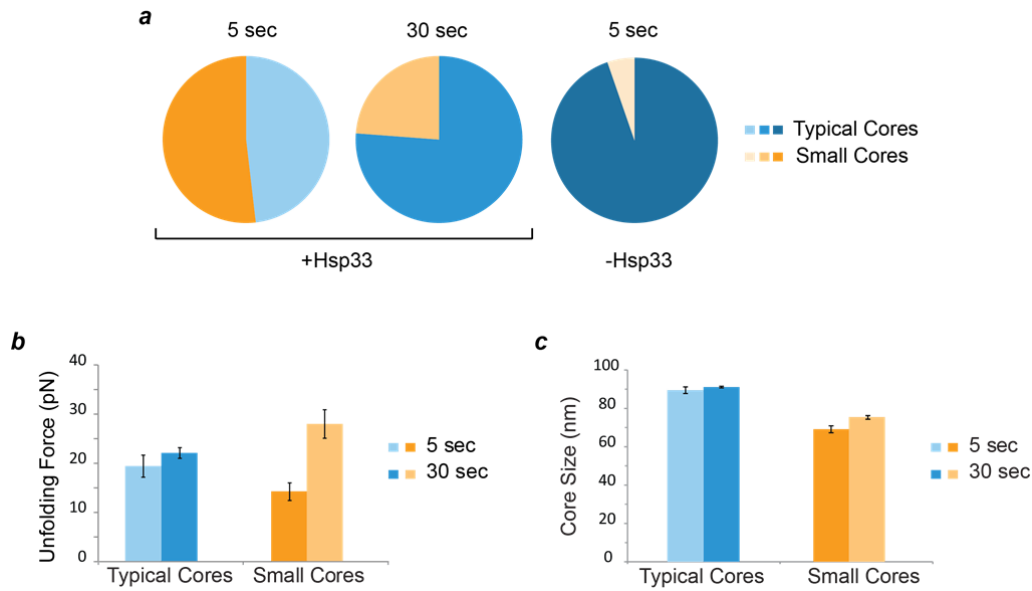 a
5 sec 30 sec 5 sec
Typical Cores
Small Cores
+Hsp33 -Hsp33
b
Unfolding Force (pN)
40
30
20
10
0
Typical Cores Small Cores
5 sec
30 sec
c
Core Size (nm)
100
80
60
40
20
0
Typical Cores Small Cores
5 sec
30 sec